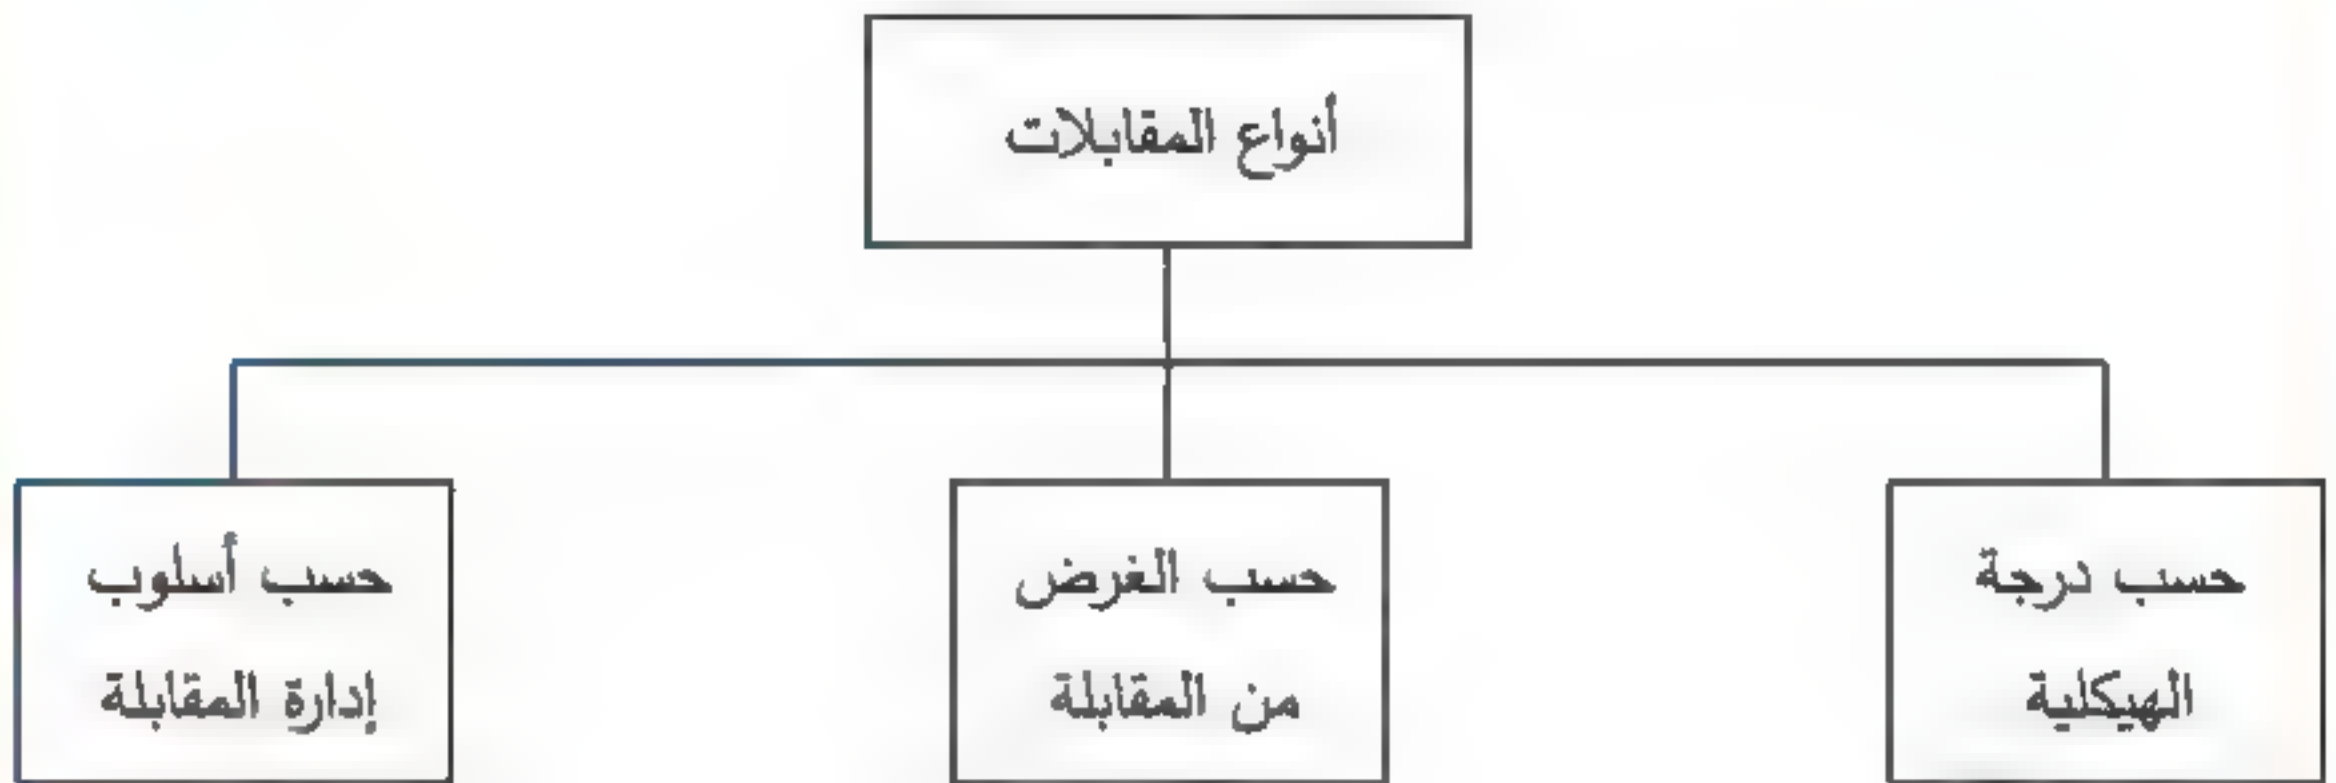 أنواع المقابلات
حسب درجة
الهيكلية
حسب الغرض
من المقابلة
حسب أسلوب
إدارة المقابلة